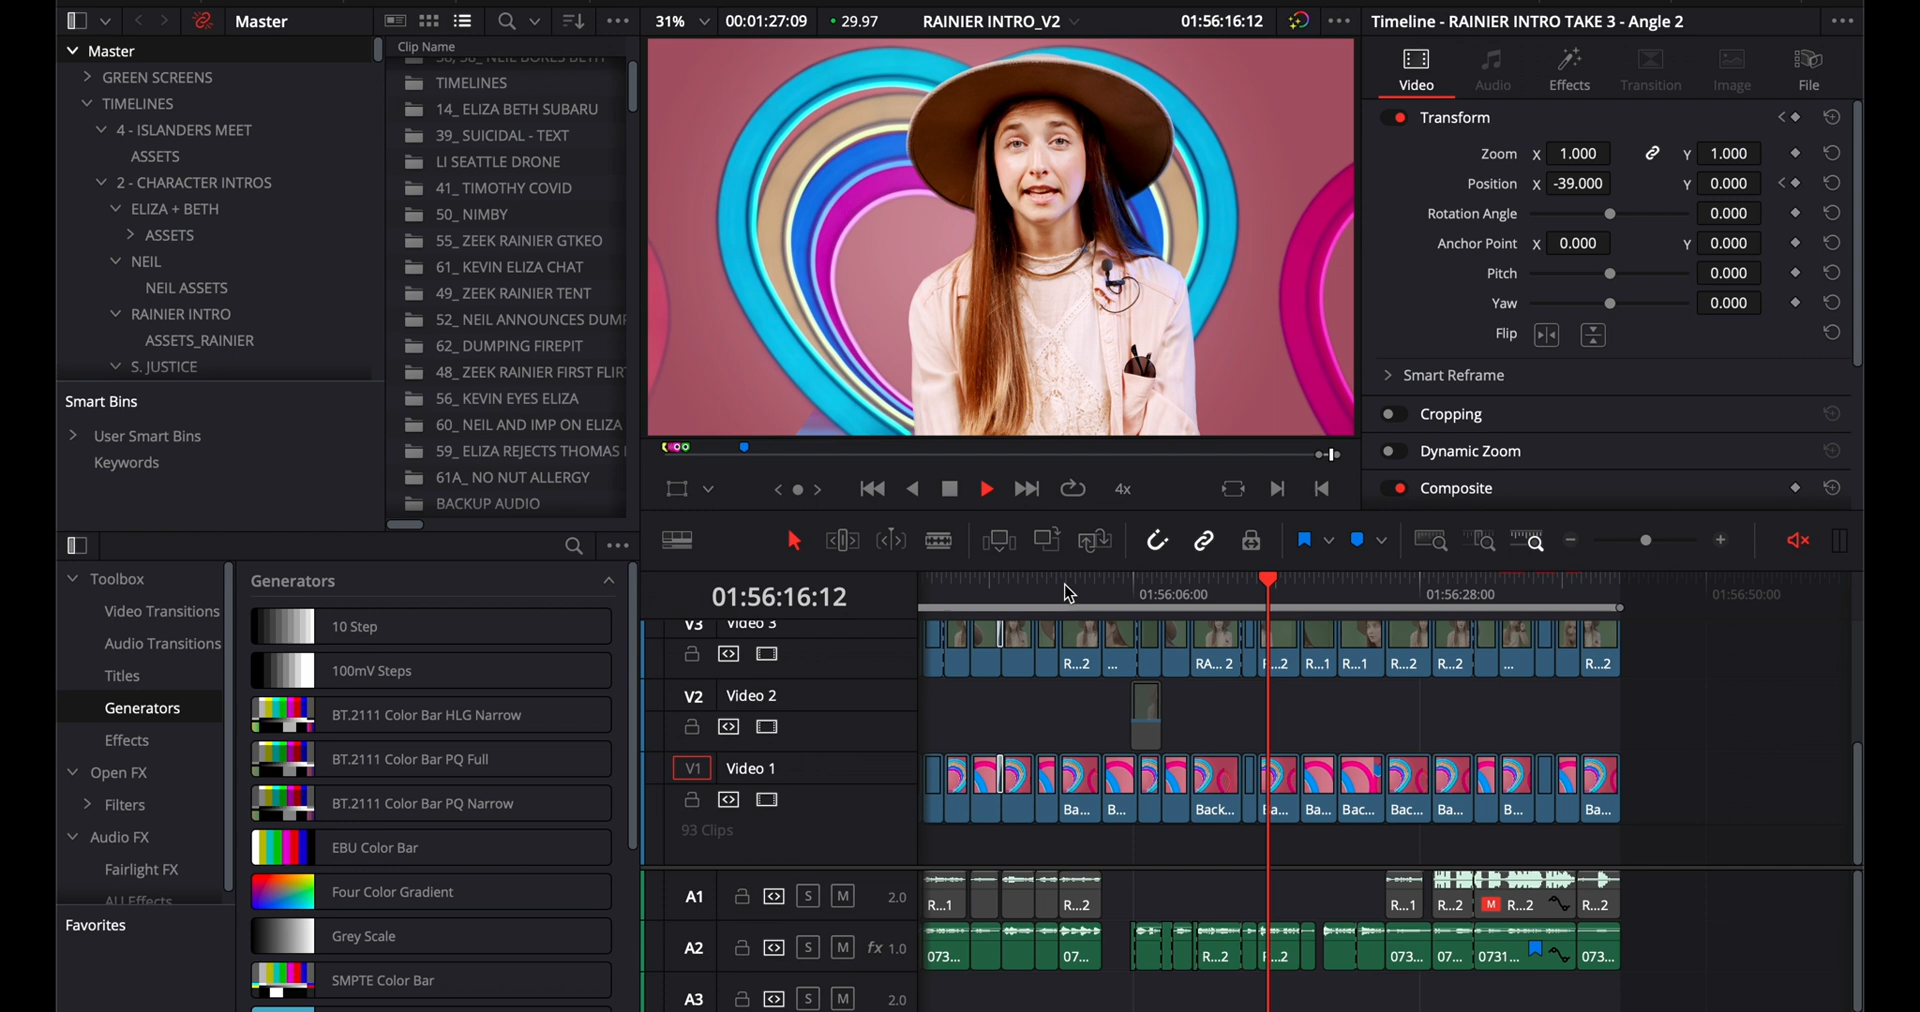 Master
31%
00:01:27:09
29.97
RAINIER INTRO_V2
01:56:16:12
Timeline - RAINIER INTRO TAKE 3 - Angle 2
Master
GREEN SCREENS
TIMELINES
4 - ISLANDERS MEET
ASSETS
2 - CHARACTER INTROS
ELIZA + BETH
ASSETS
NEIL
NEIL ASSETS
RAINIER INTRO
ASSETS_RAINIER
S. JUSTICE
Smart Bins
User Smart Bins
Keywords
Clip Name
TIMELINES
14_ ELIZA BETH SUBARU
39_ SUICIDAL - TEXT
LI SEATTLE DRONE
41_ TIMOTHY COVID
50_ NIMBY
55_ ZEEK RAINIER GTKEO
61_ KEVIN ELIZA CHAT
49_ ZEEK RAINIER TENT
52_ NEIL ANNOUNCES DUMP
62_ DUMPING FIREPIT
48_ ZEEK RAINIER FIRST FLIR
56_ KEVIN EYES ELIZA
60_ NEIL AND IMP ON ELIZA
59_ ELIZA REJECTS THOMAS
61A_ NO NUT ALLERGY
BACKUP AUDIO
4x
Video
Audio
Effects
Transition
Image
File
Transform
Zoom X 1.000 Y 1.000
Position X -39.000 Y 0.000
Rotation Angle 0.000
Anchor Point X 0.000 Y 0.000
Pitch 0.000
Yaw 0.000
Flip
Smart Reframe
Cropping
Dynamic Zoom
Composite
Toolbox
Video Transitions
Audio Transitions
Titles
Generators
Effects
Open FX
Filters
Audio FX
Fairlight FX
AU Effects
Favorites
Generators
10 Step
100mV Steps
BT.2111 Color Bar HLG Narrow
BT.2111 Color Bar PQ Full
BT.2111 Color Bar PQ Narrow
EBU Color Bar
Four Color Gradient
Grey Scale
SMPTE Color Bar
01:56:16:12
01:56:06:00
01:56:28:00
01:56:50:00
V3 Video 3
R...2 ... RA... 2 R...2 R...1 R...1 R...2 R...2 ... R...2
V2 Video 2
V1 Video 1
Ba... B... Back... Ba... Ba... Bac... Bac... Ba... B... Ba...
93 Clips
A1 S M 2.0
R...1 R...2 R...1 R...2 M R...2 R...2
A2 S M fx 1.0
073... 07... R...2 R...2 073... 07... 0731... 073...
A3 S M 2.0